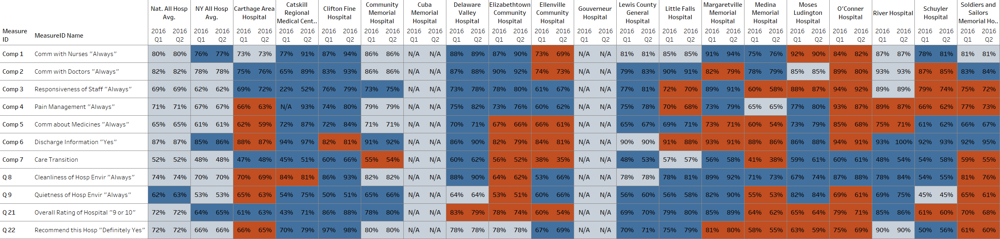 Nat. All Hosp Avg. NY All Hosp Avg. Carthage Area Hospital Catskill Regional Medical Cent.. Clifton Fine Hospital Community Memorial Hospital Cuba Memorial Hospital Delaware Valley Hospital Elizabethtown Community Hospital Ellenville Community Hospital Gouverneur Hospital Lewis County General Hospital Little Falls Hospital Margaretville Memorial Hospital Medina Memorial Hospital Moses Ludington Hospital O'Conner Hospital River Hospital Schuyler Hospital Soldiers and Sailors Memorial Ho..
Measure ID MeasureID Name 2016 Q1 2016 Q2 2016 Q1 2016 Q2 2016 Q1 2016 Q2 2016 Q1 2016 Q2 2016 Q1 2016 Q2 2016 Q1 2016 Q2 2016 Q1 2016 Q2 2016 Q1 2016 Q2 2016 Q1 2016 Q2 2016 Q1 2016 Q2 2016 Q1 2016 Q2 2016 Q1 2016 Q2 2016 Q1 2016 Q2 2016 Q1 2016 Q2 2016 Q1 2016 Q2 2016 Q1 2016 Q2 2016 Q1 2016 Q2 2016 Q1 2016 Q2 2016 Q1 2016 Q2 2016 Q1 2016 Q2
Comp 1 Comm with Nurses "Always" 80% 80% 76% 77% 73% 73% 77% 91% 87% 94% 86% 86% N/A N/A 88% 89% 87% 90% 73% 69% N/A N/A 81% 81% 85% 85% 91% 94% 75% 76% 92% 90% 84% 82% 87% 87% 78% 81% 81% 81%
Comp 2 Comm with Doctors "Always" 82% 82% 78% 78% 75% 76% 65% 89% 83% 93% 86% 86% N/A N/A 87% 88% 90% 92% 74% 73% N/A N/A 79% 83% 90% 91% 82% 79% 78% 79% 85% 85% 89% 80% 93% 93% 87% 85% 83% 84%
Comp 3 Responsiveness of Staff "Always" 69% 69% 62% 62% 69% 72% 22% 52% 76% 79% 73% 75% N/A N/A 73% 78% 78% 80% 61% 67% N/A N/A 77% 81% 72% 70% 89% 91% 60% 58% 88% 87% 94% 92% 89% 89% 79% 74% 75% 72%
Comp 4 Pain Management "Always" 71% 71% 67% 67% 66% 63% N/A 93% 74% 80% 79% 79% N/A N/A 75% 82% 73% 76% 60% 62% N/A N/A 75% 78% 70% 68% 73% 79% 65% 65% 77% 80% 93% 87% 89% 87% 66% 62% 77% 73%
Comp 5 Comm about Medicines "Always" 65% 65% 61% 61% 62% 59% 72% 87% 72% 84% 71% 71% N/A N/A 70% 71% 67% 66% 66% 61% N/A N/A 65% 67% 69% 71% 73% 71% 60% 54% 73% 79% 85% 68% 75% 71% 61% 62% 66% 67%
Comp 6 Discharge Information "Yes" 87% 87% 85% 86% 88% 87% 94% 97% 82% 81% 91% 92% N/A N/A 86% 90% 82% 79% 84% 81% N/A N/A 90% 90% 91% 88% 93% 91% 88% 86% 86% 88% 94% 91% 93% 100% 92% 93% 92% 95%
Comp 7 Care Transition 52% 52% 48% 48% 47% 48% 45% 51% 60% 66% 55% 54% N/A N/A 60% 62% 56% 52% 38% 35% N/A N/A 48% 53% 57% 57% 56% 58% 41% 38% 59% 61% 60% 61% 48% 54% 54% 58% 59% 55%
Q 8 Cleanliness of Hosp Envir "Always" 74% 74% 70% 70% 70% 69% 84% 81% 86% 93% 82% 82% N/A N/A 88% 90% 64% 62% 53% 66% N/A N/A 78% 78% 78% 81% 89% 92% 71% 73% 67% 74% 87% 88% 78% 84% 54% 55% 81% 76%
Q 9 Quietness of Hosp Envir "Always" 62% 63% 53% 53% 65% 63% 54% 75% 50% 51% 65% 66% N/A N/A 64% 64% 53% 51% 60% 66% N/A N/A 56% 60% 56% 58% 82% 90% 55% 53% 82% 84% 69% 61% 69% 75% 45% 45% 65% 61%
Q 21 Overall Rating of Hospital "9 or 10" 72% 72% 64% 65% 61% 63% 43% 71% 86% 88% 78% 80% N/A N/A 83% 79% 78% 74% 60% 54% N/A N/A 69% 70% 79% 80% 85% 89% 64% 62% 65% 64% 79% 71% 85% 86% 61% 60% 70% 68%
Q 22 Recommend this Hosp "Definitely Yes" 72% 72% 66% 66% 66% 65% 70% 79% 97% 98% 80% 80% N/A N/A 78% 78% 78% 78% 67% 69% N/A N/A 70% 71% 75% 79% 81% 80% 58% 55% 63% 59% 75% 69% 90% 90% 50% 56% 61% 60%